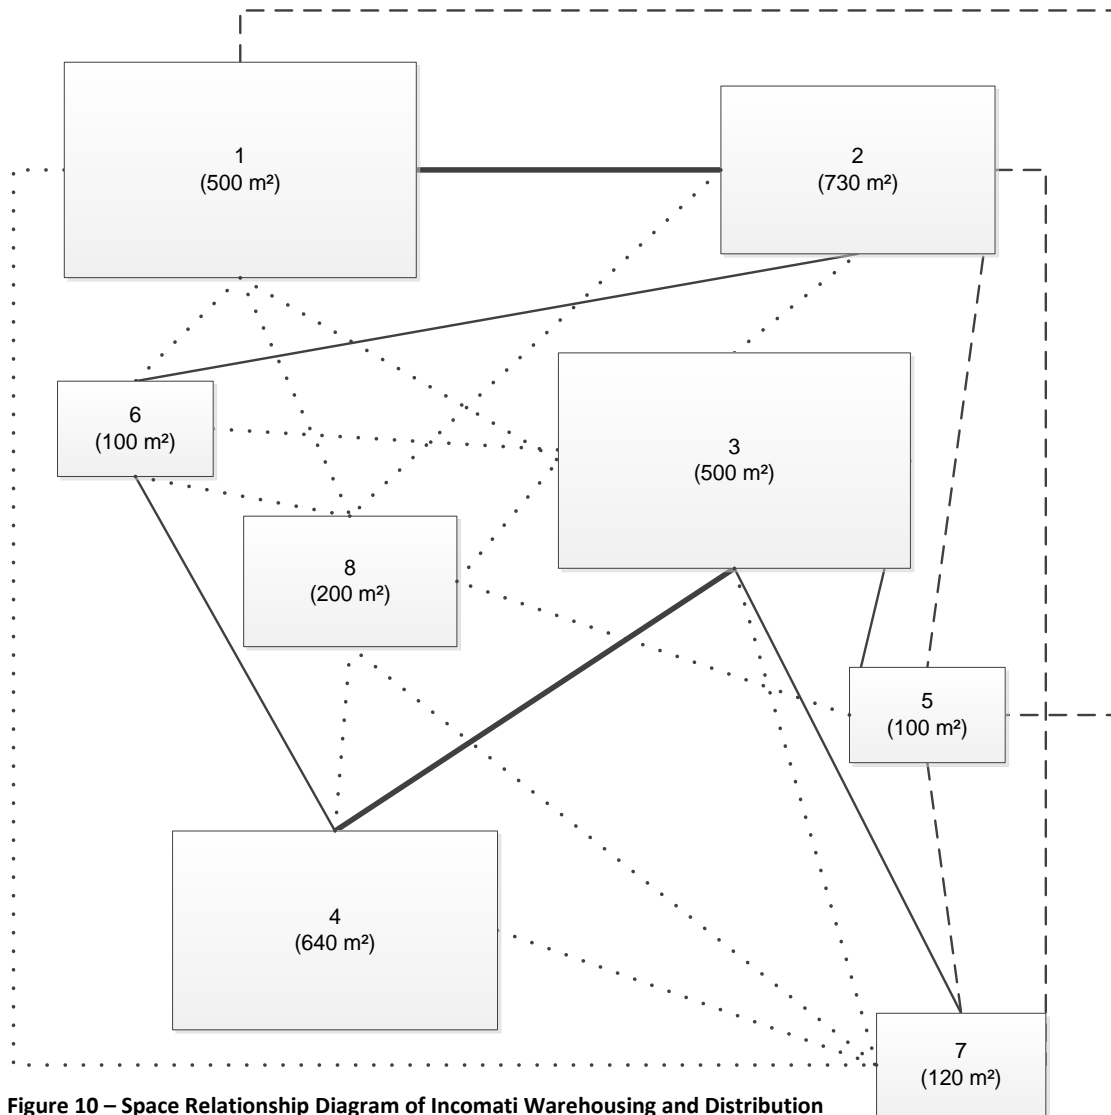 1
(500 m²)
2
(730 m²)
6
(100 m²)
3
(500 m²)
8
(200 m²)
5
(100 m²)
4
(640 m²)
7
(120 m²)
Figure 10 – Space Relationship Diagram of Incomati Warehousing and Distribution